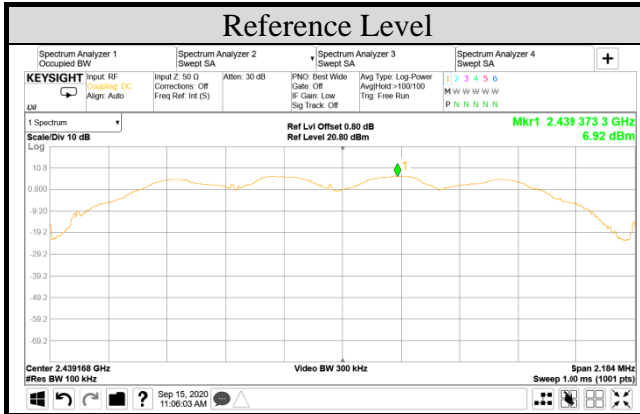 Reference Level
Spectrum Analyzer 1
Occupied BW
Spectrum Analyzer 2
Swept SA
Spectrum Analyzer 3
Swept SA
Spectrum Analyzer 4
Swept SA
+
KEYSIGHT
LXI
Input: RF
Coupling: DC
Align: Auto
Input Z: 50 Ω
Corrections: Off
Freq Ref: Int (S)
Atten: 30 dB
PNO: Best Wide
Gate: Off
IF Gain: Low
Sig Track: Off
Avg Type: Log-Power
Avg|Hold:>100/100
Trig: Free Run
1 2 3 4 5 6
M W W W W W
P N N N N N
1 Spectrum
Scale/Div 10 dB
Log
Ref Lvl Offset 0.80 dB
Ref Level 20.80 dBm
Mkr1 2.439 373 3 GHz
6.92 dBm
1
10.8
0.800
-9.20
-19.2
-29.2
-39.2
-49.2
-59.2
-69.2
Center 2.439168 GHz
#Res BW 100 kHz
Video BW 300 kHz
Span 2.184 MHz
Sweep 1.00 ms (1001 pts)
?
Sep 15, 2020
11:06:03 AM